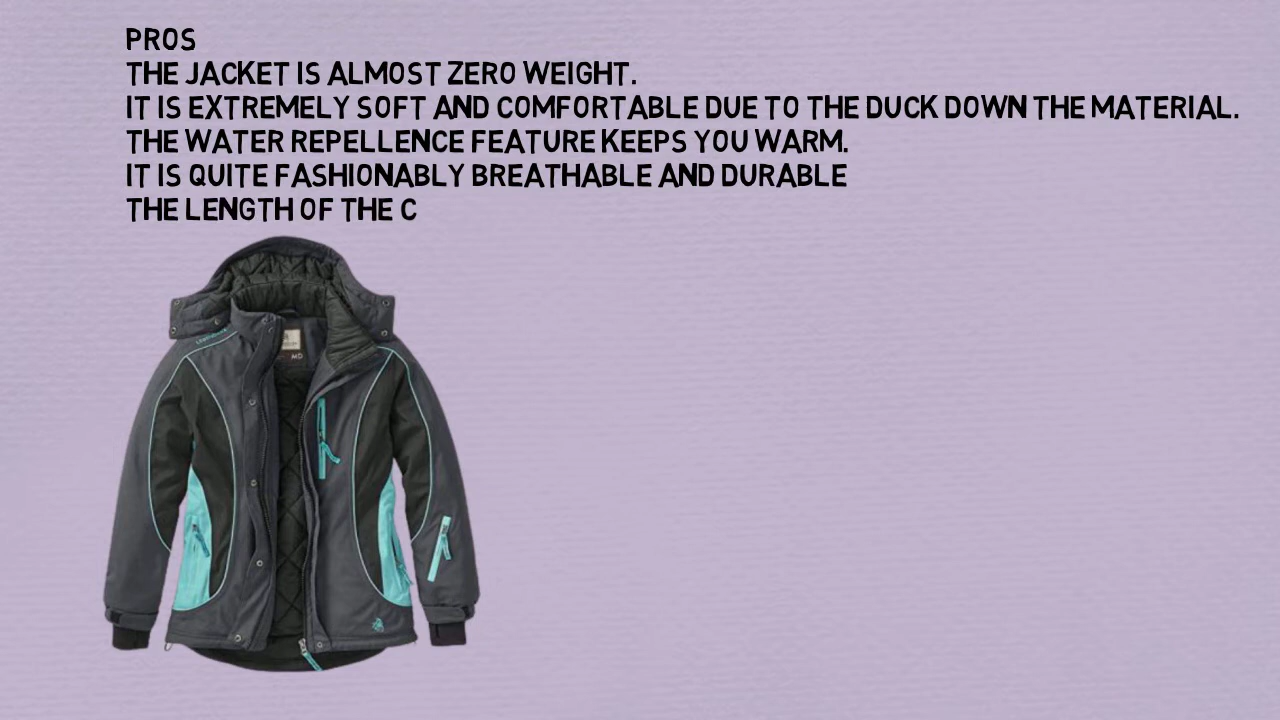 PROS
THE JACKET IS ALMOST ZERO WEIGHT.
IT IS EXTREMELY SOFT AND COMFORTABLE DUE TO THE DUCK DOWN THE MATERIAL.
THE WATER REPELLENCE FEATURE KEEPS YOU WARM.
IT IS QUITE FASHIONABLY BREATHABLE AND DURABLE
THE LENGTH OF THE C
MD